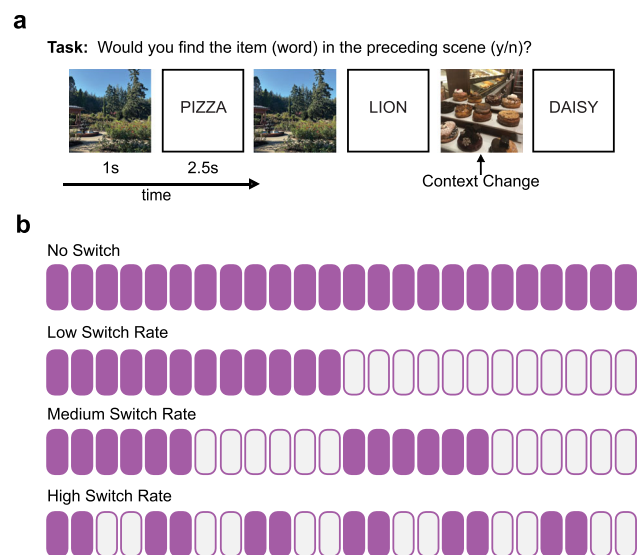 a
Task: Would you find the item (word) in the preceding scene (y/n)?
PIZZA
LION
DAISY
1s
2.5s
time
Context Change
b
No Switch
Low Switch Rate
Medium Switch Rate
High Switch Rate